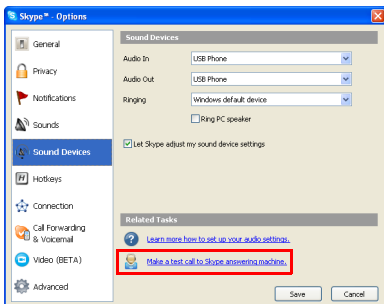 Skype™ - Options
General
Privacy
Notifications
Sounds
Sound Devices
Hotkeys
Connection
Call Forwarding
& Voicemail
Video (BETA)
Advanced
Sound Devices
Audio In
USB Phone
Audio Out
USB Phone
Ringing
Windows default device
Ring PC speaker
Let Skype adjust my sound device settings
Related Tasks
Learn more how to set up your audio settings.
Make a test call to Skype answering machine.
Save
Cancel